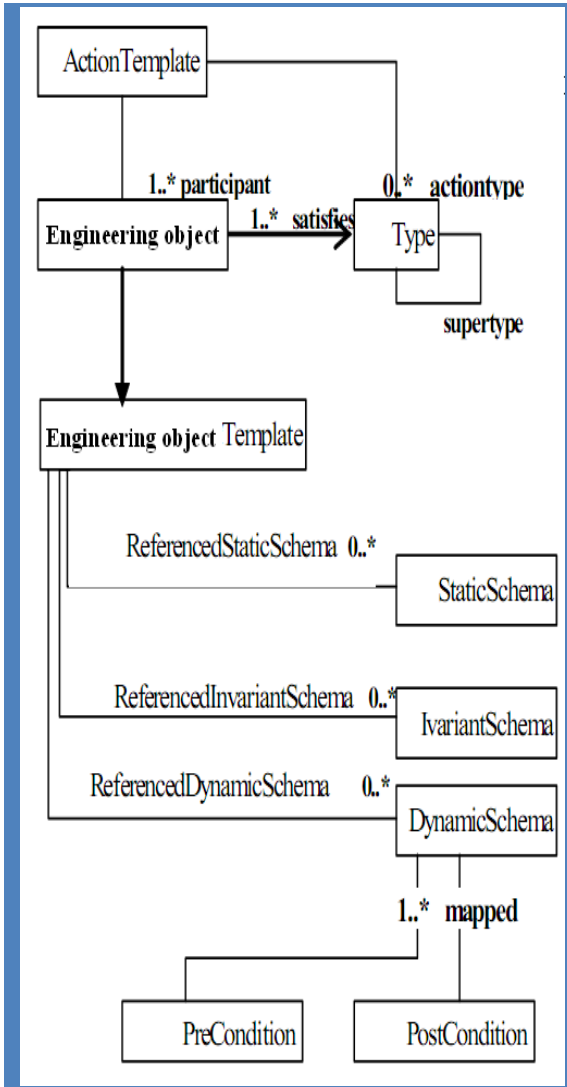 ActionTemplate
1..* participant
0..* actiontype
Engineering object
1..* satisfies
Type
supertype
Engineering object Template
ReferencedStaticSchema 0..*
StaticSchema
ReferencedInvariantSchema 0..*
IvariantSchema
ReferencedDynamicSchema 0..*
DynamicSchema
1..* mapped
PreCondition
PostCondition